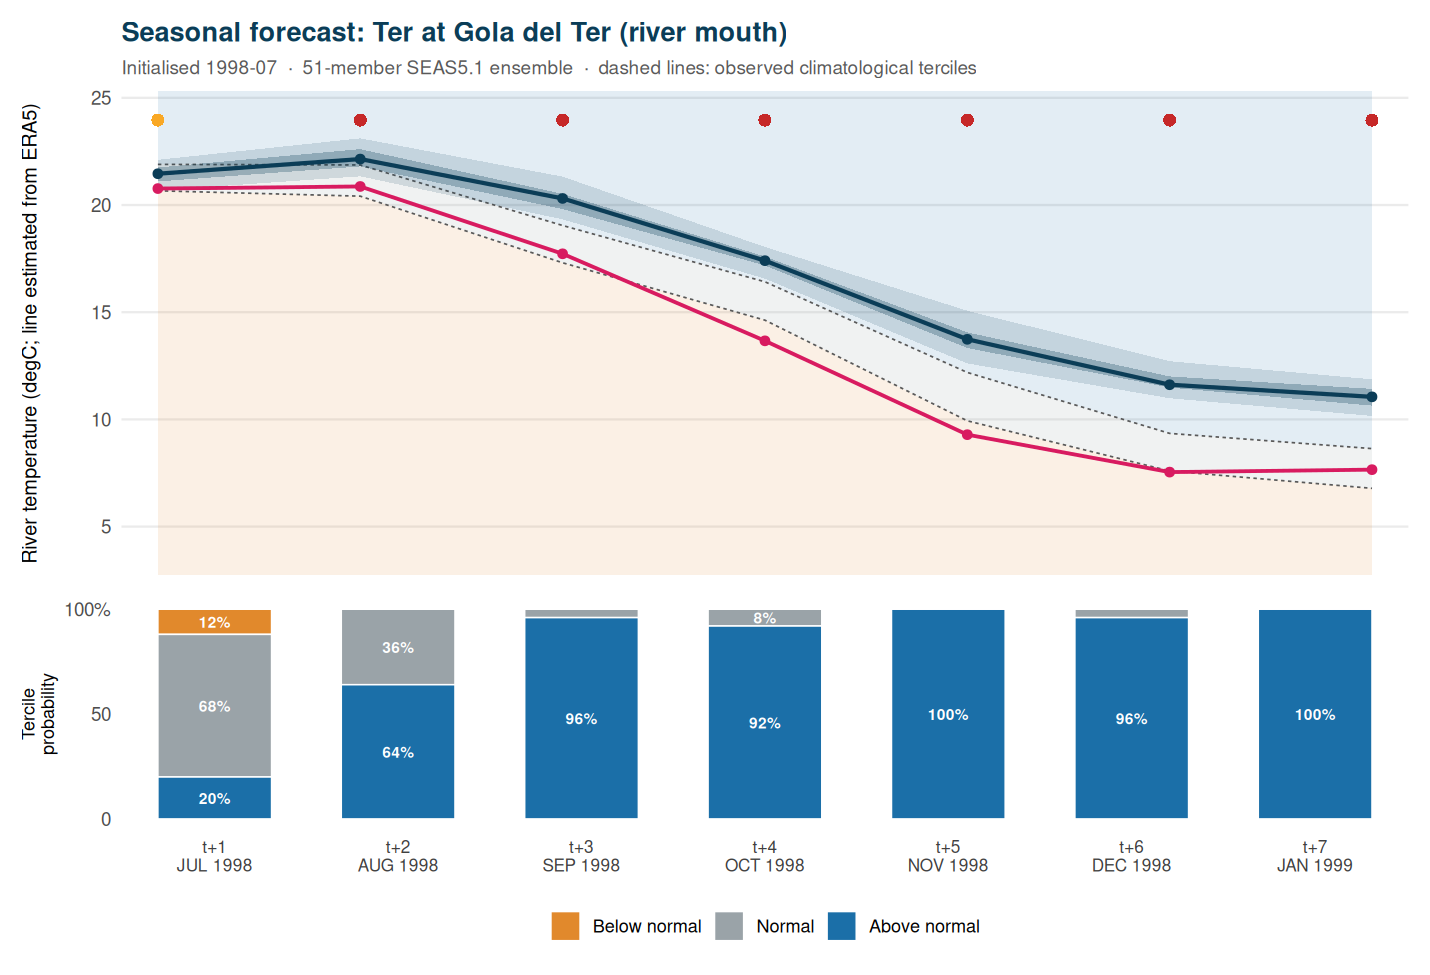 Seasonal forecast: Ter at Gola del Ter (river mouth)
Initialised 1998-07 · 51-member SEAS5.1 ensemble · dashed lines: observed climatological terciles
River temperature (degC; line estimated from ERA5)
25
20
15
10
5
Tercile
probability
100%
50
0
12%
68%
20%
36%
64%
96%
8%
92%
100%
96%
100%
t+1
JUL 1998
t+2
AUG 1998
t+3
SEP 1998
t+4
OCT 1998
t+5
NOV 1998
t+6
DEC 1998
t+7
JAN 1999
Below normal
Normal
Above normal